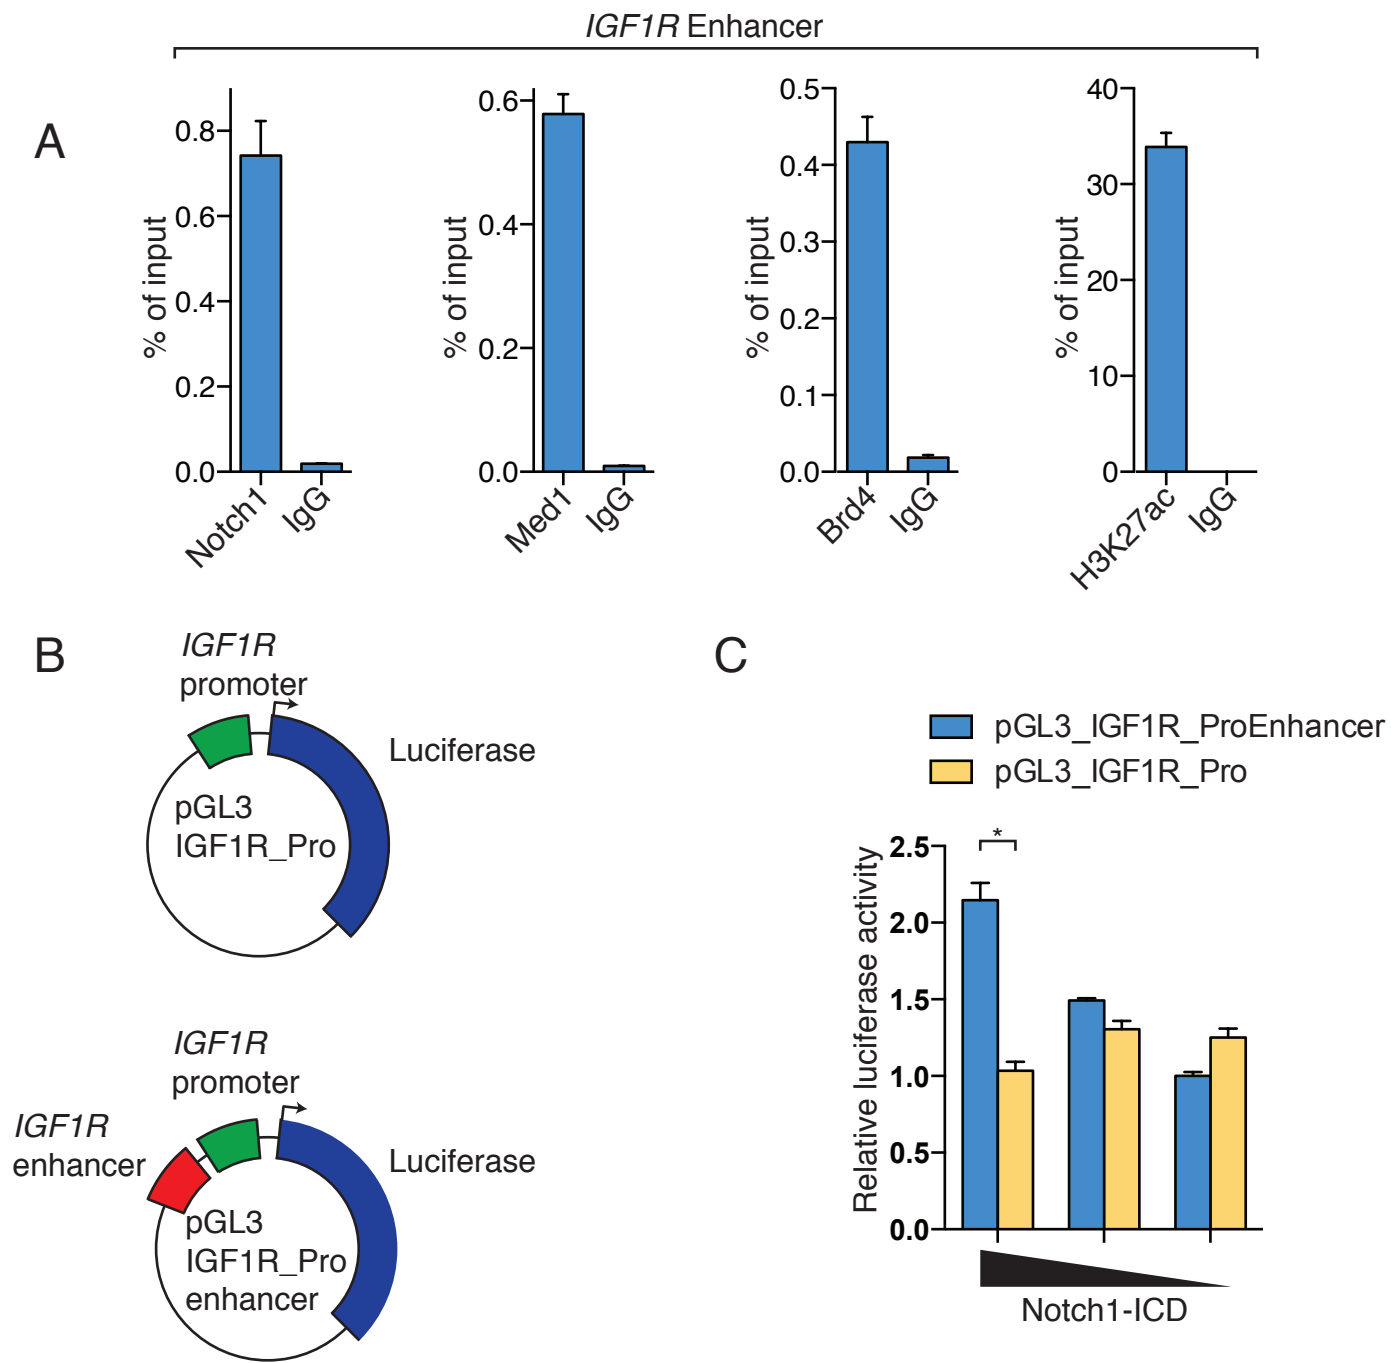 IGF1R Enhancer
A
% of input
0.8
0.6
0.4
0.2
0.0
Notch1
IgG
% of input
0.6
0.4
0.2
0.0
Med1
IgG
% of input
0.5
0.4
0.3
0.2
0.1
0.0
Brd4
IgG
% of input
40
30
20
10
0
H3K27ac
IgG
B
IGF1R
promoter
Luciferase
pGL3
IGF1R_Pro
IGF1R
promoter
IGF1R
enhancer
Luciferase
pGL3
IGF1R_Pro
enhancer
C
pGL3_IGF1R_ProEnhancer
pGL3_IGF1R_Pro
*
Relative luciferase activity
2.5
2.0
1.5
1.0
0.5
0.0
Notch1-ICD